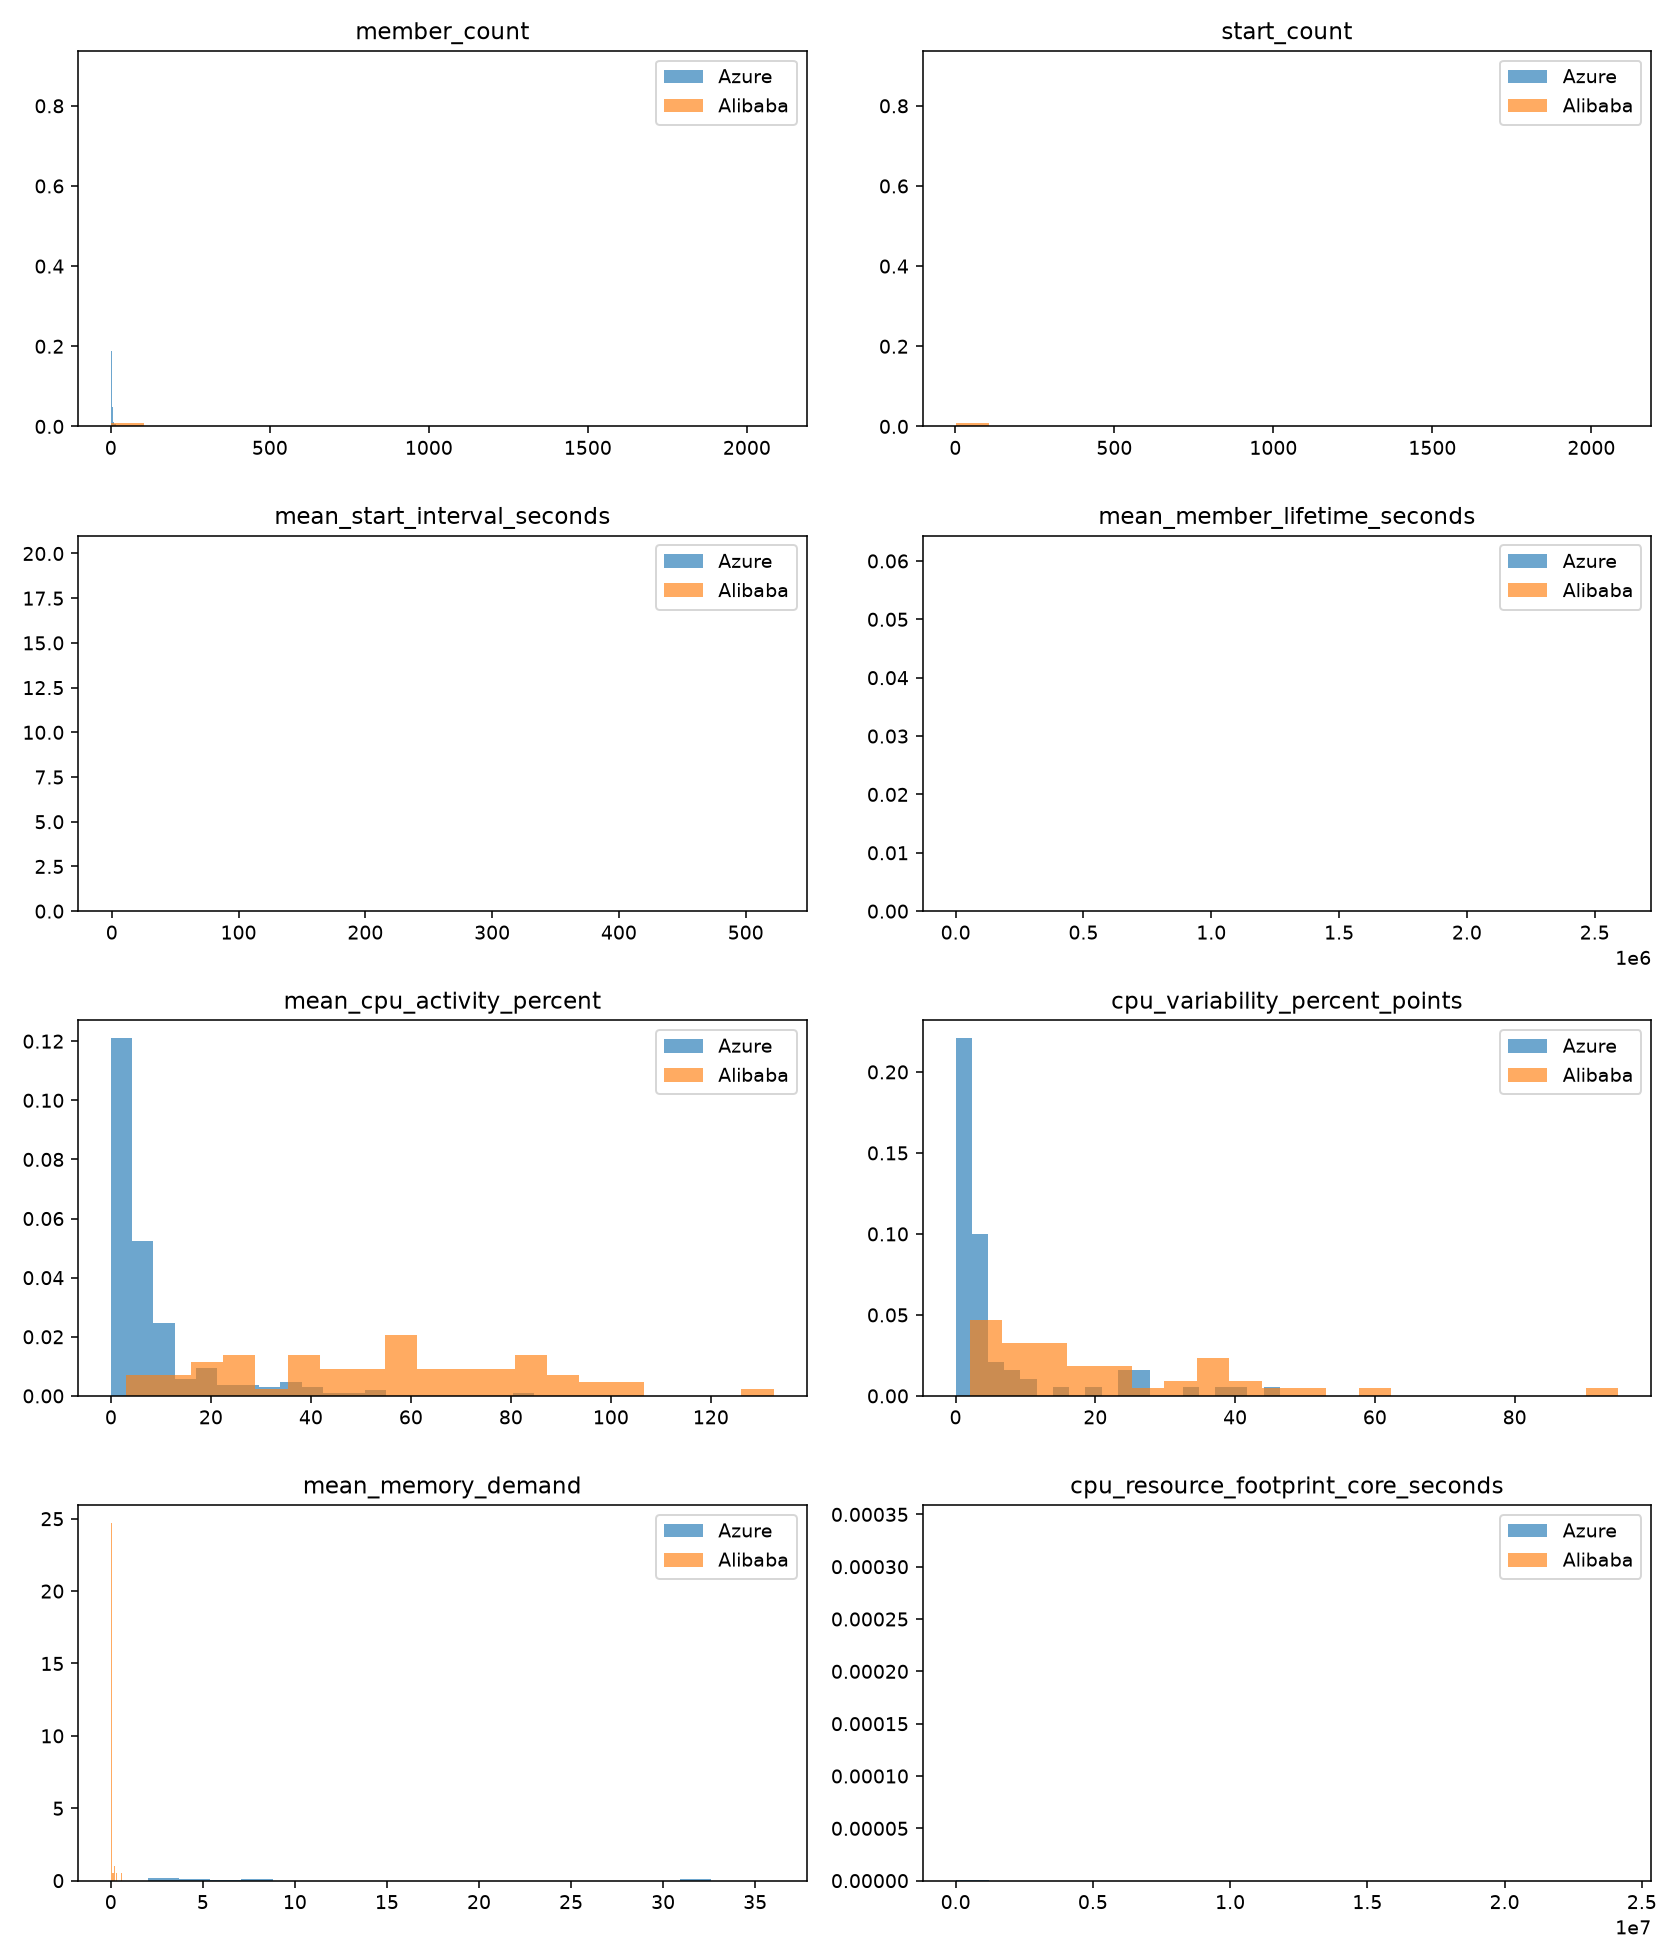 member_count
0.8
0.6
0.4
0.2
0.0
0 500 1000 1500 2000
Azure
Alibaba
start_count
0.8
0.6
0.4
0.2
0.0
0 500 1000 1500 2000
Azure
Alibaba
mean_start_interval_seconds
20.0
17.5
15.0
12.5
10.0
7.5
5.0
2.5
0.0
0 100 200 300 400 500
Azure
Alibaba
mean_member_lifetime_seconds
0.06
0.05
0.04
0.03
0.02
0.01
0.00
0.0 0.5 1.0 1.5 2.0 2.5
1e6
Azure
Alibaba
mean_cpu_activity_percent
0.12
0.10
0.08
0.06
0.04
0.02
0.00
0 20 40 60 80 100 120
Azure
Alibaba
cpu_variability_percent_points
0.20
0.15
0.10
0.05
0.00
0 20 40 60 80
Azure
Alibaba
mean_memory_demand
25
20
15
10
5
0
0 5 10 15 20 25 30 35
Azure
Alibaba
cpu_resource_footprint_core_seconds
0.00035
0.00030
0.00025
0.00020
0.00015
0.00010
0.00005
0.00000
0.0 0.5 1.0 1.5 2.0 2.5
1e7
Azure
Alibaba